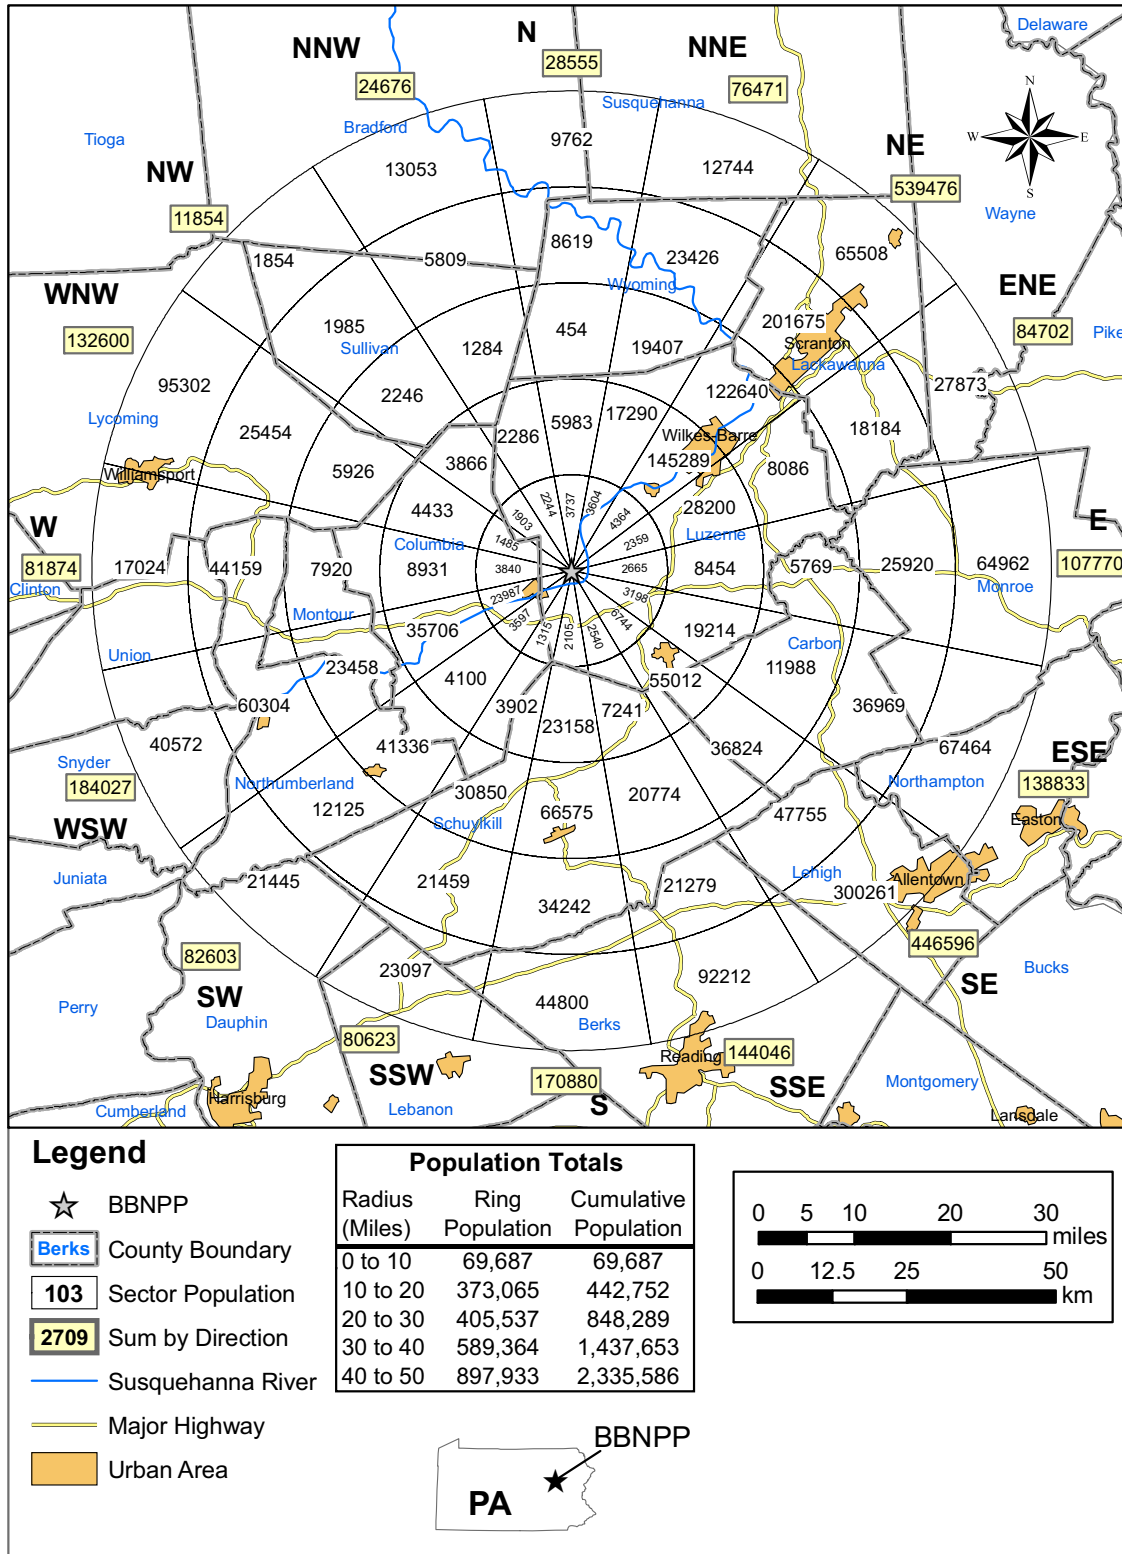 N
NNW
NNE
Delaware
28555
24676
76471
Susquehanna
Bradford
N
W
E
S
Tioga
9762
NE
13053
12744
NW
539476
11854
Wayne
8619
1854
5809
23426
65508
WNW
Wyoming
ENE
132600
1985
454
201675
84702
Pike
Sullivan
1284
19407
Scranton
Lackawanna
95302
2246
122640
27873
Lycoming
25454
2286
5983
17290
18184
Wilkes-Barre
5926
3866
145289
8086
Williamsport
4433
2244
3737
3604
28200
W
1903
4364
Luzerne
E
Columbia
1485
2359
81874
17024
44159
7920
8931
3840
2665
8454
5769
25920
64962
107770
Clinton
23987
3198
Monroe
Montour
3597
1315
2105
2540
6744
35706
19214
Carbon
Union
23458
4100
55012
11988
60304
3902
7241
36969
40572
41336
23158
36824
67464
ESE
Snyder
184027
Northumberland
30850
20774
Northampton
138833
12125
66575
47755
Easton
WSW
Schuylkill
Juniata
21445
21459
21279
Lehigh
Allentown
300261
34242
82603
446596
23097
92212
Bucks
SW
SE
Perry
Dauphin
44800
Berks
80623
Reading
144046
SSW
170880
SSE
Montgomery
S
Harrisburg
Cumberland
Lebanon
Lansdale
Legend
BBNPP
Berks County Boundary
103 Sector Population
2709 Sum by Direction
Susquehanna River
Major Highway
Urban Area
Population Totals
Radius Ring Cumulative
(Miles) Population Population
0 to 10 69,687 69,687
10 to 20 373,065 442,752
20 to 30 405,537 848,289
30 to 40 589,364 1,437,653
40 to 50 897,933 2,335,586
0 5 10 20 30
miles
0 12.5 25 50
km
BBNPP
PA